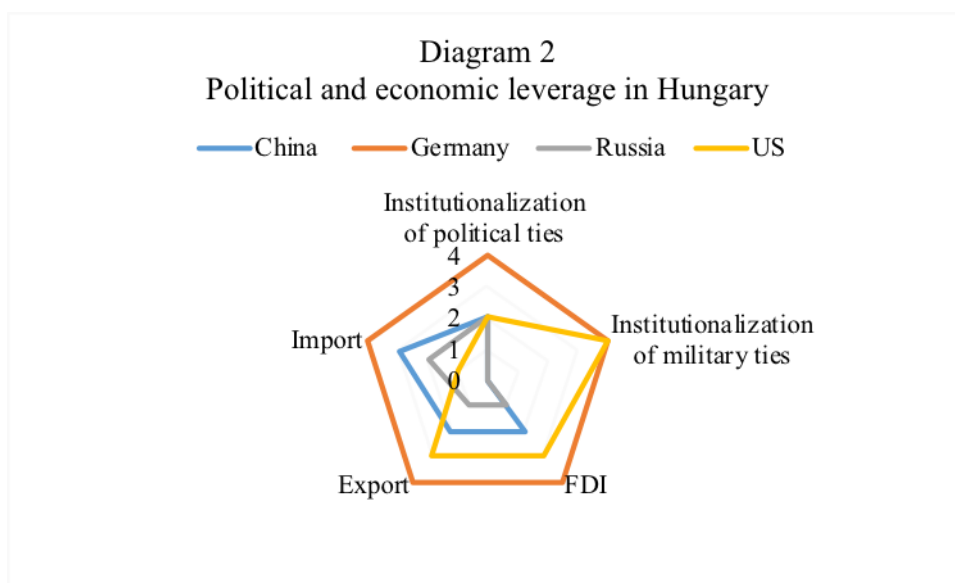 Diagram 2
Political and economic leverage in Hungary
China Germany Russia US
Institutionalization
of political ties
4
3
2
1
0
Import
Institutionalization
of military ties
Export
FDI